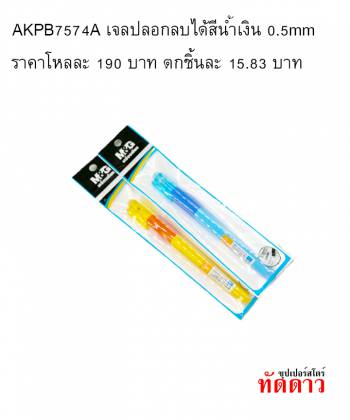 AKPB7574A เจลปลอกลบได้สีน้ำเงิน 0.5mm
ราคาโหลละ 190 บาท ตกชิ้นละ 15.83 บาท
M&G
M&G
ซุปเปอร์สโตร์
ทัดดาว